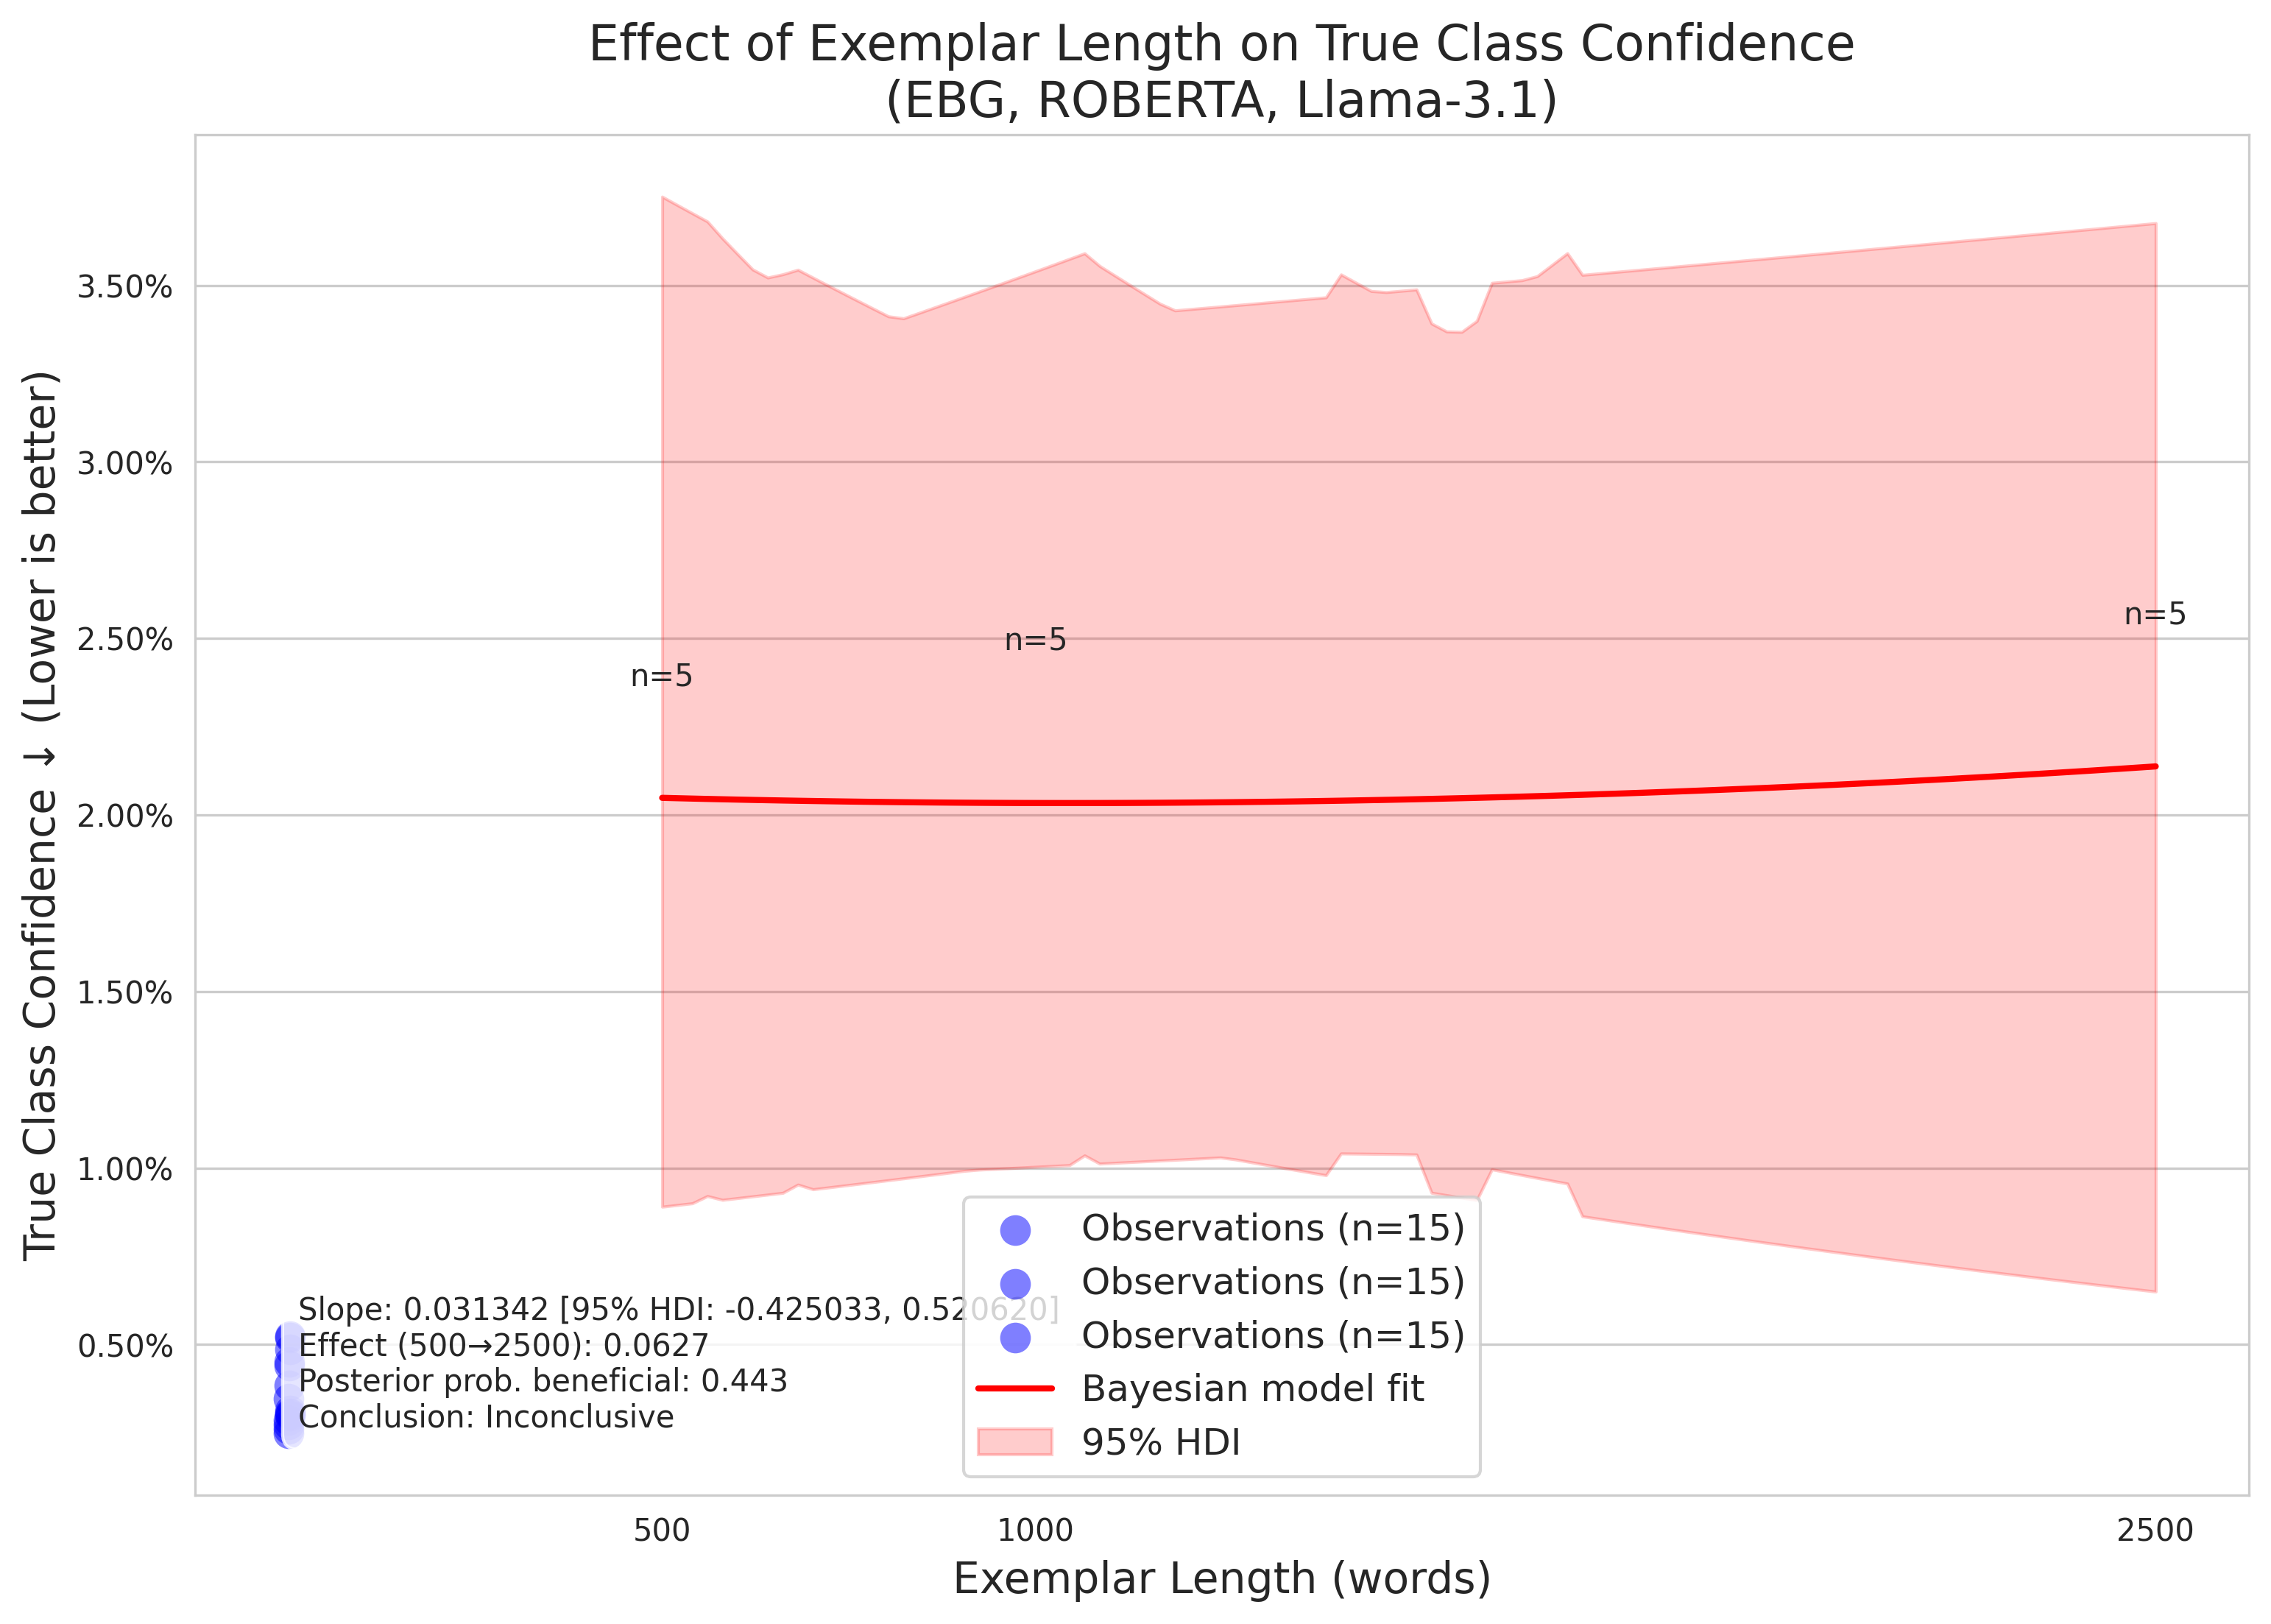 Effect of Exemplar Length on True Class Confidence
(EBG, ROBERTA, Llama-3.1)
True Class Confidence ↓ (Lower is better)
3.50%
3.00%
2.50%
2.00%
1.50%
1.00%
0.50%
n=5
n=5
n=5
Slope: 0.031342 [95% HDI: -0.425033, 0.520620]
Effect (500→2500): 0.0627
Posterior prob. beneficial: 0.443
Conclusion: Inconclusive
Observations (n=15)
Observations (n=15)
Observations (n=15)
Bayesian model fit
95% HDI
500
1000
2500
Exemplar Length (words)